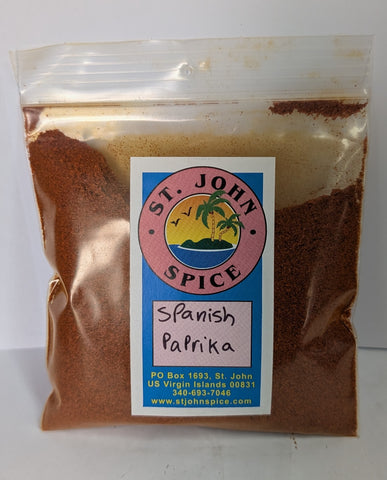 ST. JOHN
SPICE
Spanish
Paprika
PO Box 1693, St. John
US Virgin Islands 00831
340-693-7046
www.stjohnspice.com